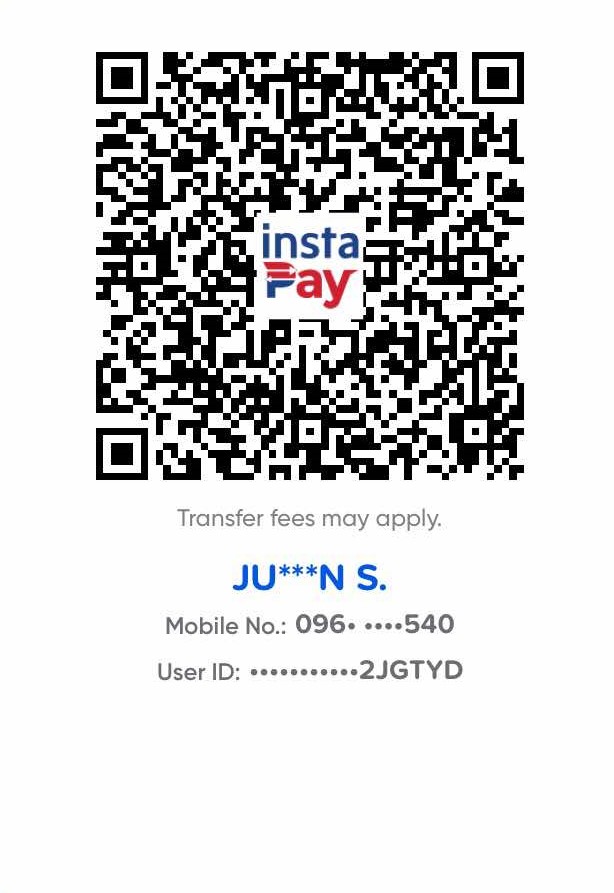 insta
Pay
Transfer fees may apply.
JU***N S.
Mobile No.: 096• ••••540
User ID: •••••••••••2JGTYD